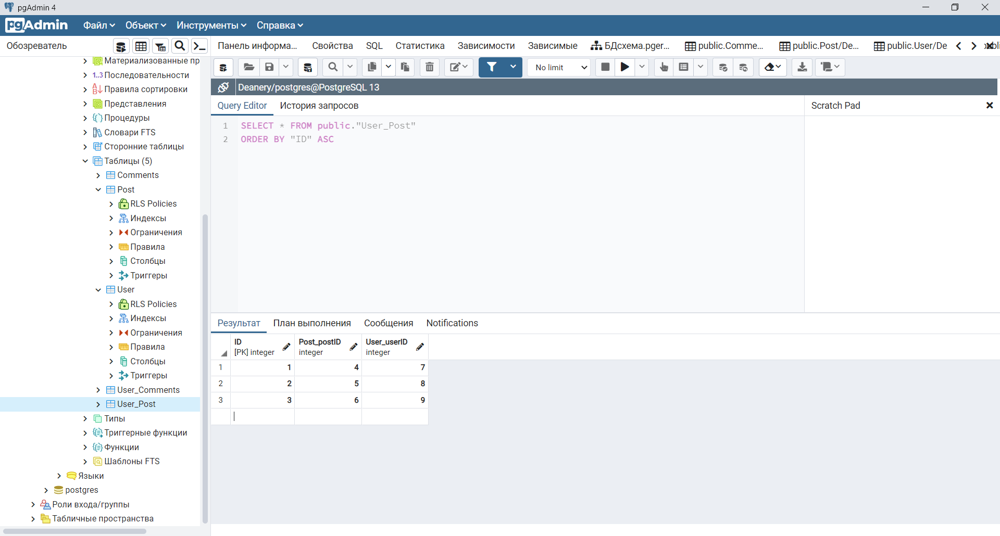 pgAdmin 4
pgAdmin Файл Объект Инструменты Справка
Обозреватель
Панель информа... Свойства SQL Статистика Зависимости Зависимые БДсхема.pger... public.Comme... public.Post/De... public.User/De
Материализованные пр
1..3 Последовательности
Правила сортировки
Представления
Процедуры
Словари FTS
Сторонние таблицы
Таблицы (5)
Comments
Post
RLS Policies
Индексы
Ограничения
Правила
Столбцы
Триггеры
User
RLS Policies
Индексы
Ограничения
Правила
Столбцы
Триггеры
User_Comments
User_Post
Типы
Триггерные функции
Функции
Шаблоны FTS
Языки
postgres
Роли входа/группы
Табличные пространства
No limit
Deanery/postgres@PostgreSQL 13
Query Editor История запросов
Scratch Pad
1 SELECT * FROM public."User_Post"
2 ORDER BY "ID" ASC
Результат План выполнения Сообщения Notifications
ID Post_postID User_userID
[PK] integer integer integer
1 1 4 7
2 2 5 8
3 3 6 9